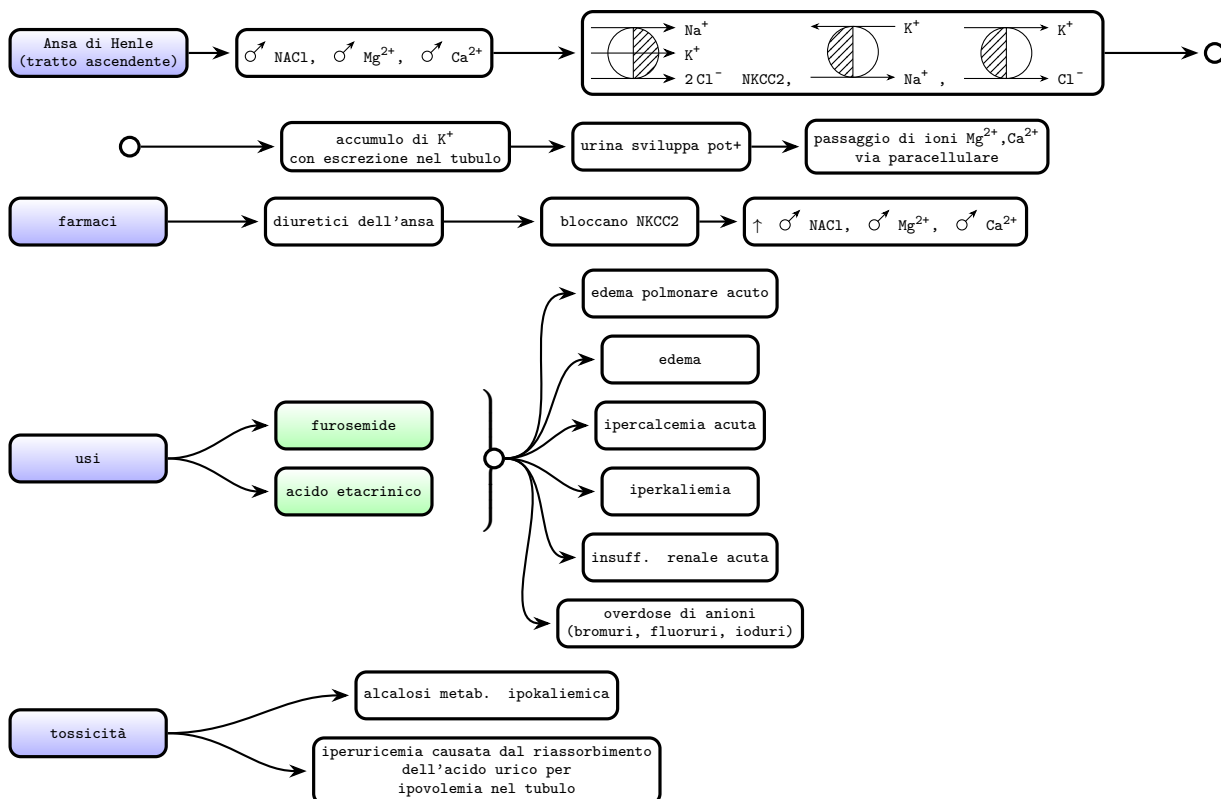 Ansa di Henle
(tratto ascendente)
♂ NACl, ♂ Mg²⁺, ♂ Ca²⁺
Na⁺
K⁺
2 Cl⁻ NKCC2,
K⁺
Na⁺ ,
K⁺
Cl⁻
accumulo di K⁺
con escrezione nel tubulo
urina sviluppa pot+
passaggio di ioni Mg²⁺,Ca²⁺
via paracellulare
farmaci
diuretici dell'ansa
bloccano NKCC2
↑ ♂ NACl, ♂ Mg²⁺, ♂ Ca²⁺
usi
furosemide
acido etacrinico
edema polmonare acuto
edema
ipercalcemia acuta
iperkaliemia
insuff. renale acuta
overdose di anioni
(bromuri, fluoruri, ioduri)
tossicità
alcalosi metab. ipokaliemica
iperuricemia causata dal riassorbimento
dell'acido urico per
ipovolemia nel tubulo